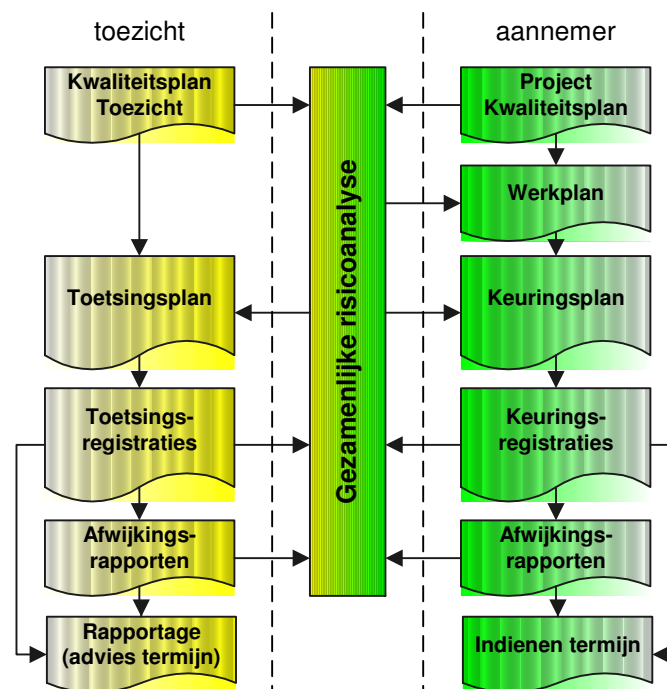 toezicht
Kwaliteitsplan
Toezicht
Toetsingsplan
Toetsings-
registraties
Afwijkings-
rapporten
Rapportage
(advies termijn)
Gezamenlijke risicoanalyse
aannemer
Project
Kwaliteitsplan
Werkplan
Keuringsplan
Keurings-
registraties
Afwijkings-
rapporten
Indienen termijn